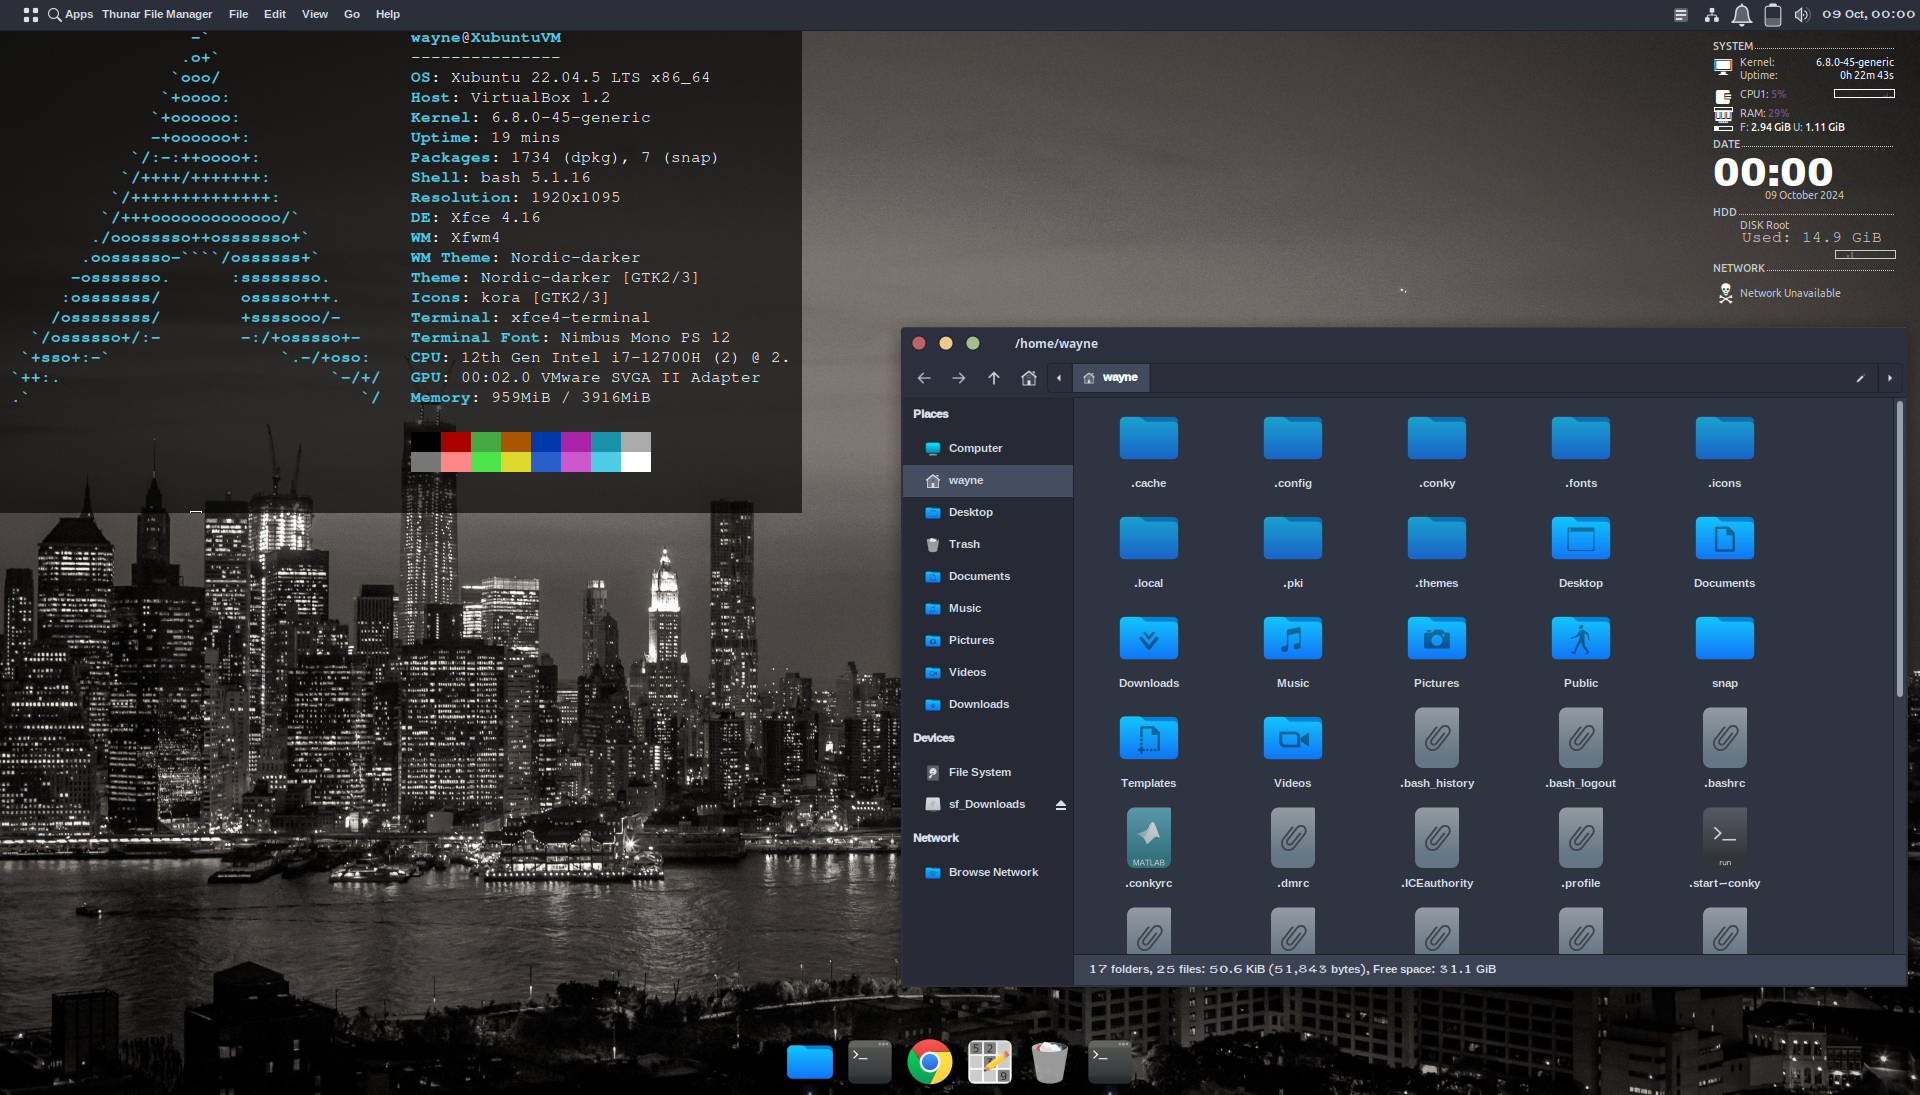 Apps Thunar File Manager File Edit View Go Help
09 Oct, 00:00
wayne@XubuntuVM
---------------
OS: Xubuntu 22.04.5 LTS x86_64
Host: VirtualBox 1.2
Kernel: 6.8.0-45-generic
Uptime: 19 mins
Packages: 1734 (dpkg), 7 (snap)
Shell: bash 5.1.16
Resolution: 1920x1095
DE: Xfce 4.16
WM: Xfwm4
WM Theme: Nordic-darker
Theme: Nordic-darker [GTK2/3]
Icons: kora [GTK2/3]
Terminal: xfce4-terminal
Terminal Font: Nimbus Mono PS 12
CPU: 12th Gen Intel i7-12700H (2) @ 2.
GPU: 00:02.0 VMware SVGA II Adapter
Memory: 959MiB / 3916MiB
SYSTEM
Kernel: 6.8.0-45-generic
Uptime: 0h 22m 43s
CPU1: 5%
RAM: 29%
F: 2.94 GiB U: 1.11 GiB
DATE
00:00
09 October 2024
HDD
DISK Root
Used: 14.9 GiB
NETWORK
Network Unavailable
/home/wayne
wayne
Places
Computer
wayne
Desktop
Trash
Documents
Music
Pictures
Videos
Downloads
Devices
File System
sf_Downloads
Network
Browse Network
.cache .config .conky .fonts .icons
.local .pki .themes Desktop Documents
Downloads Music Pictures Public snap
Templates Videos .bash_history .bash_logout .bashrc
MATLAB run
.conkyrc .dmrc .ICEauthority .profile .start-conky
17 folders, 25 files: 50.6 KiB (51,843 bytes), Free space: 31.1 GiB
5 2
9